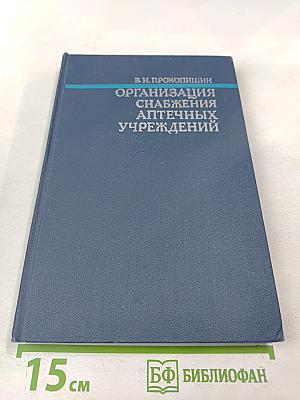 В.И.ПРОКОПИШИН
ОРГАНИЗАЦИЯ
СНАБЖЕНИЯ
АПТЕЧНЫХ
УЧРЕЖДЕНИЙ
15 см
БФ БИБЛИОФАН